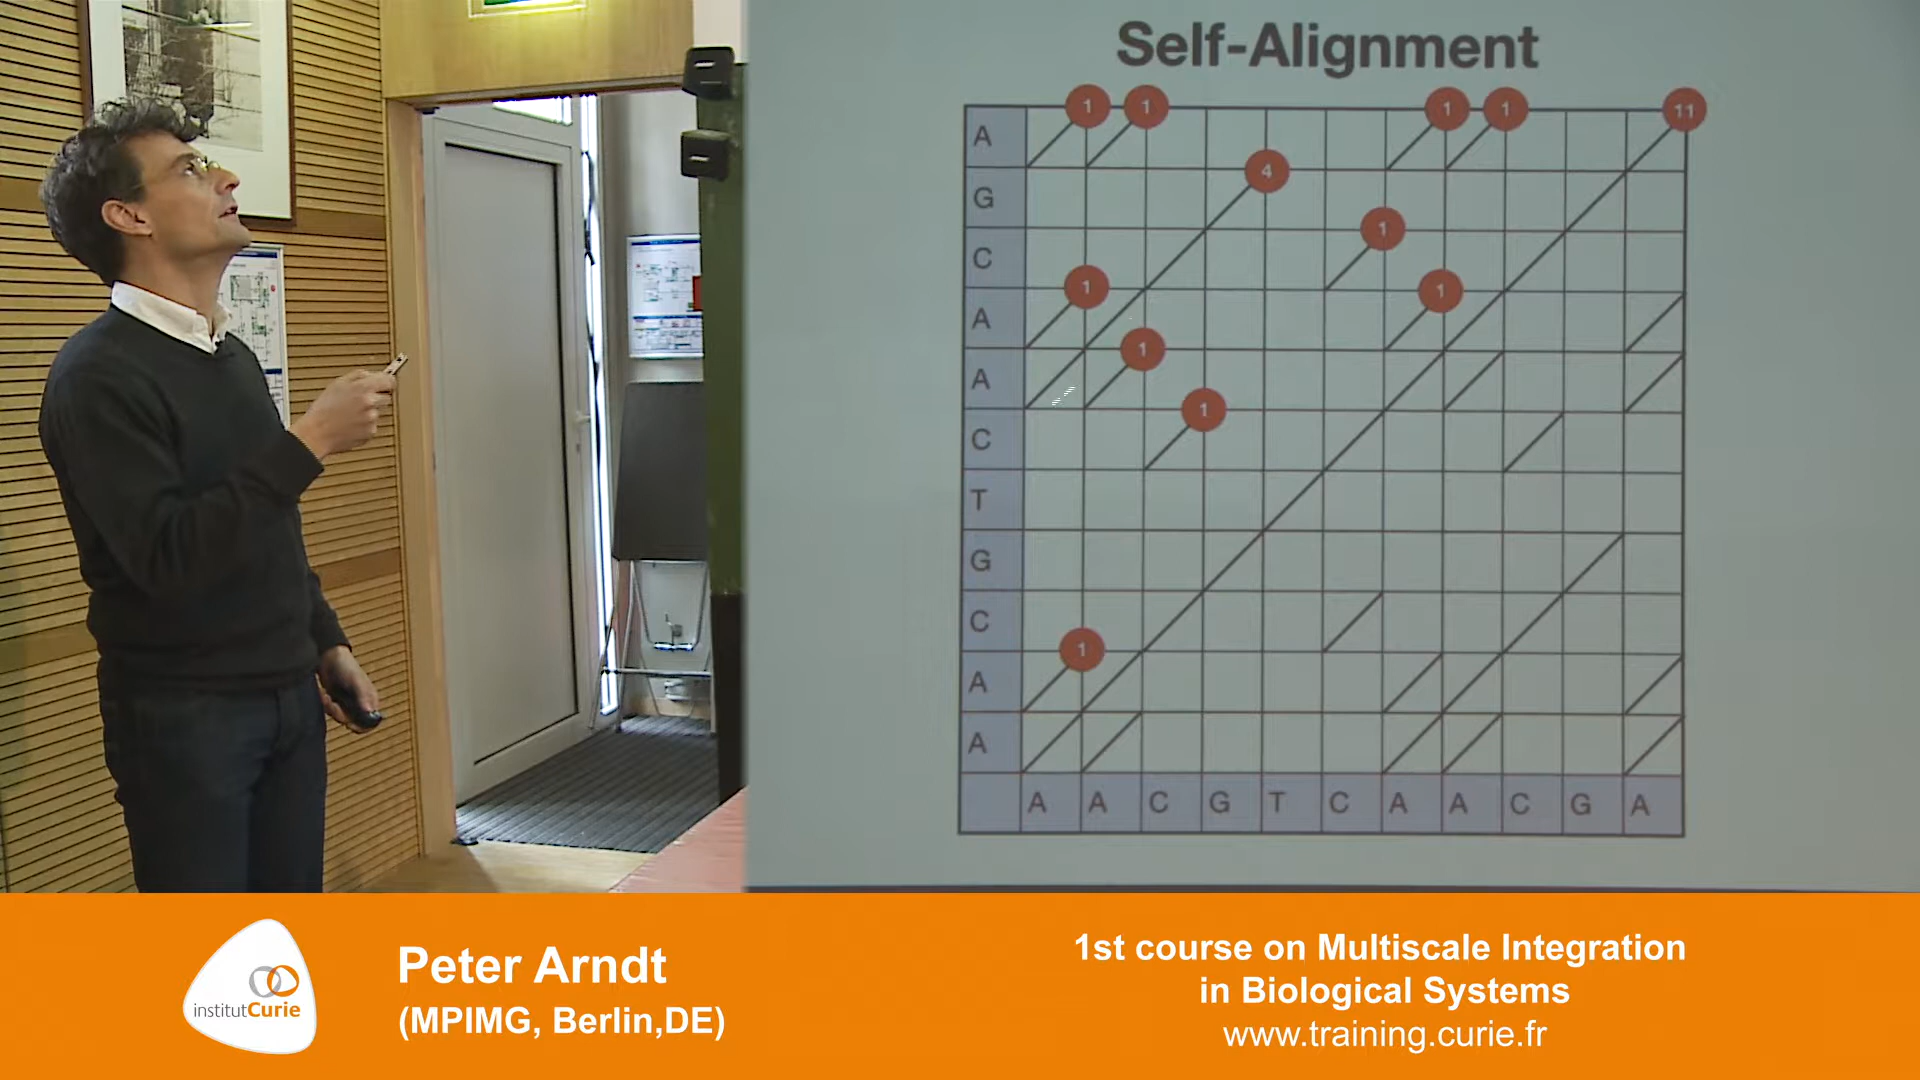 Self-Alignment
1 1 1 1 11
A
4
G
1
C
1 1
A
1
A
1
C
T
G
C
1
A
A
A A C G T C A A C G A
institutCurie
Peter Arndt
(MPIMG, Berlin,DE)
1st course on Multiscale Integration
in Biological Systems
www.training.curie.fr